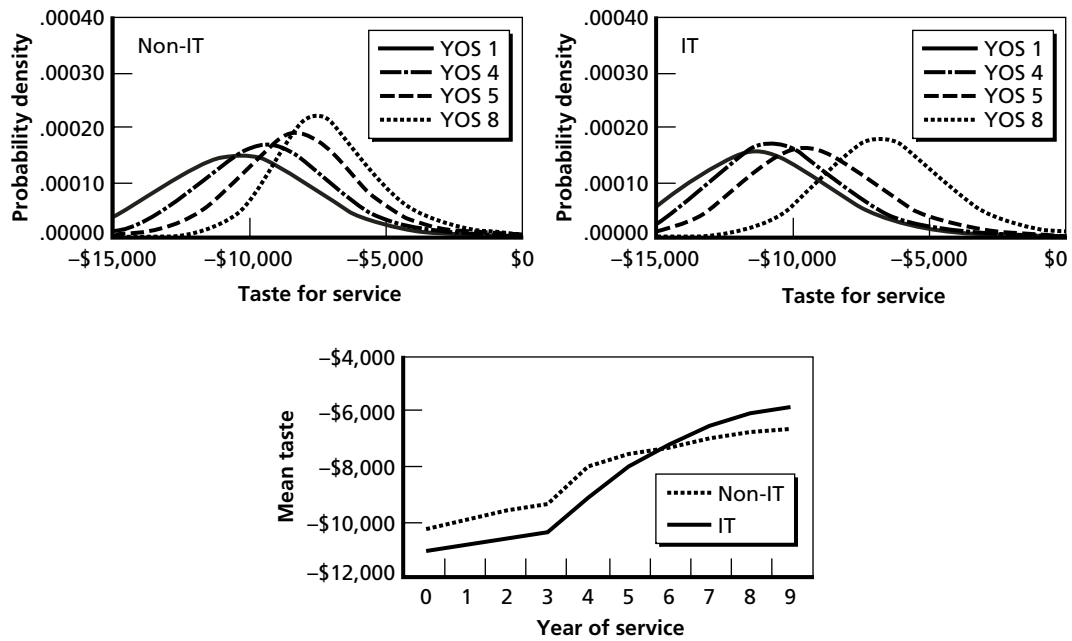 Non-IT
Probability density
.00040
.00030
.00020
.00010
.00000
YOS 1
YOS 4
YOS 5
YOS 8
–$15,000
–$10,000
–$5,000
$0
Taste for service
IT
Probability density
.00040
.00030
.00020
.00010
.00000
YOS 1
YOS 4
YOS 5
YOS 8
–$15,000
–$10,000
–$5,000
$0
Taste for service
Mean taste
–$4,000
–$6,000
–$8,000
–$10,000
–$12,000
Non-IT
IT
0 1 2 3 4 5 6 7 8 9
Year of service